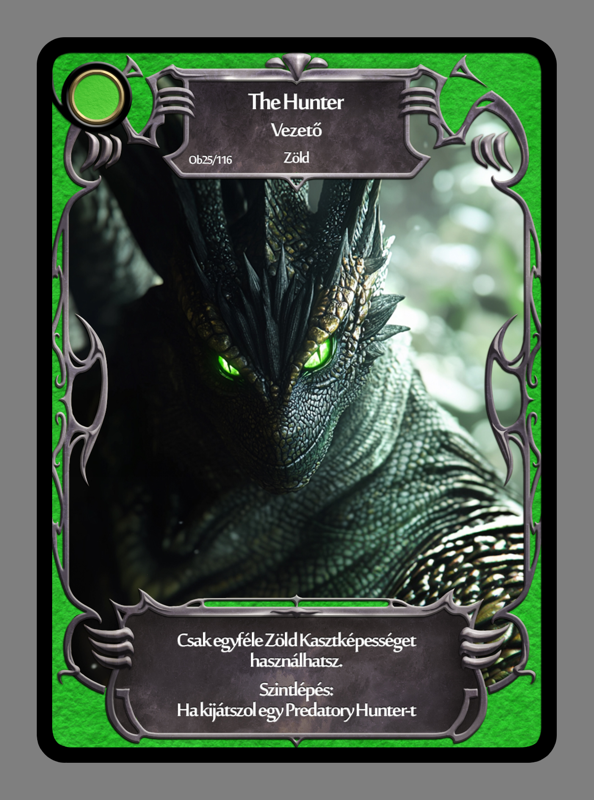 The Hunter
Vezető
Ob25/116 Zöld
Csak egyféle Zöld Kasztképességet
használhatsz.
Szintlépés:
Ha kijátszol egy Predatory Hunter-t